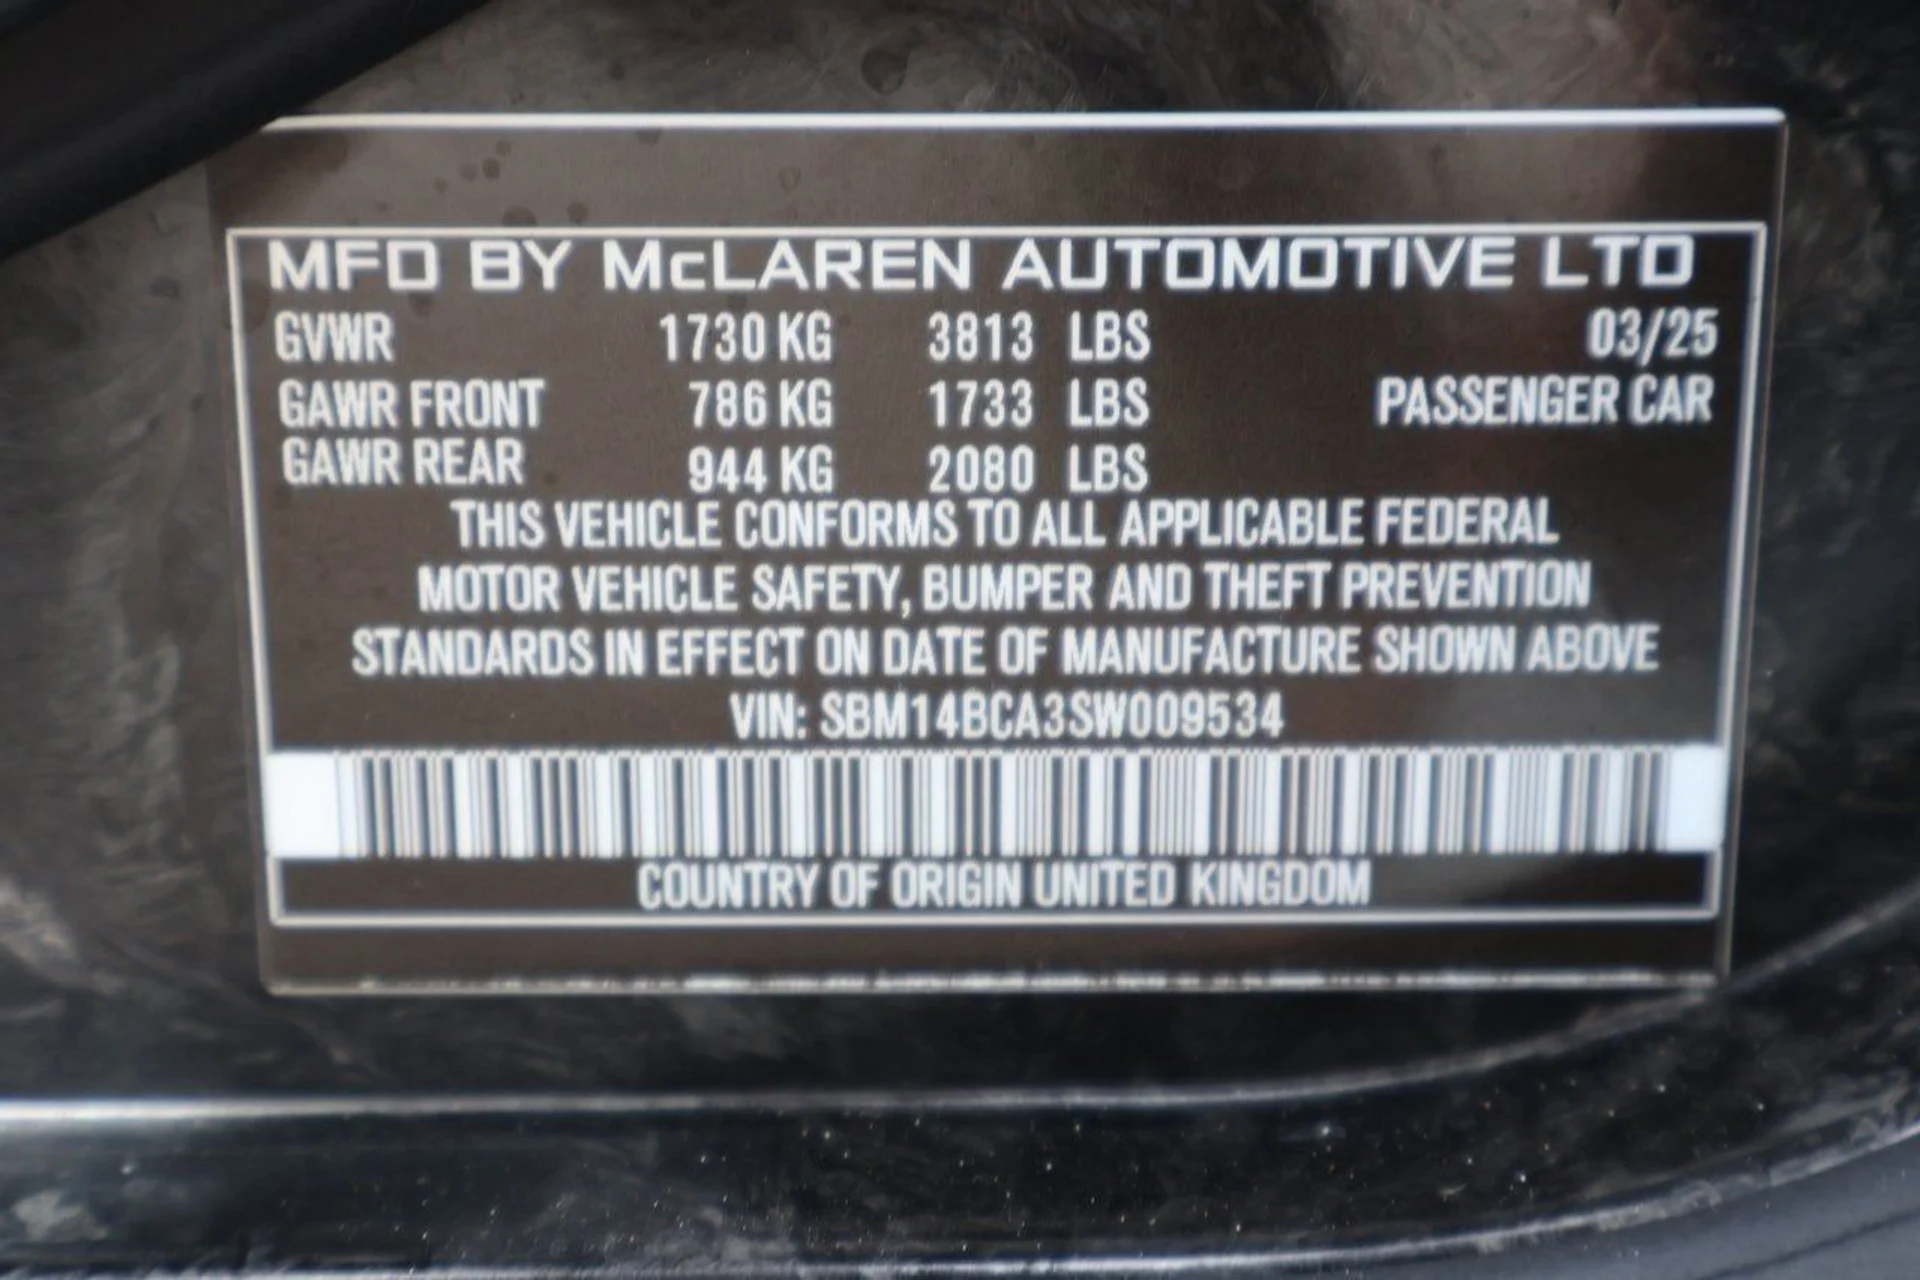 MFD BY McLAREN AUTOMOTIVE LTD
GVWR 1730 KG 3813 LBS 03/25
GAWR FRONT 786 KG 1733 LBS PASSENGER CAR
GAWR REAR 944 KG 2080 LBS
THIS VEHICLE CONFORMS TO ALL APPLICABLE FEDERAL
MOTOR VEHICLE SAFETY, BUMPER AND THEFT PREVENTION
STANDARDS IN EFFECT ON DATE OF MANUFACTURE SHOWN ABOVE
VIN: SBM14BCA3SW009534
COUNTRY OF ORIGIN UNITED KINGDOM